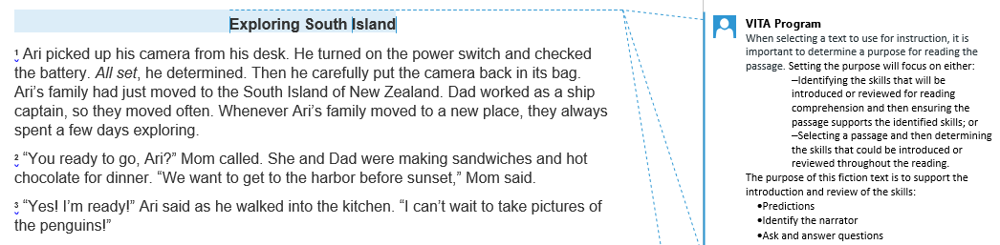 Exploring South Island
1 Ari picked up his camera from his desk. He turned on the power switch and checked
the battery. All set, he determined. Then he carefully put the camera back in its bag.
Ari's family had just moved to the South Island of New Zealand. Dad worked as a ship
captain, so they moved often. Whenever Ari's family moved to a new place, they always
spent a few days exploring.
2 “You ready to go, Ari?” Mom called. She and Dad were making sandwiches and hot
chocolate for dinner. “We want to get to the harbor before sunset,” Mom said.
3 “Yes! I'm ready!” Ari said as he walked into the kitchen. “I can't wait to take pictures of
the penguins!”
VITA Program
When selecting a text to use for instruction, it is
important to determine a purpose for reading the
passage. Setting the purpose will focus on either:
–Identifying the skills that will be
introduced or reviewed for reading
comprehension and then ensuring the
passage supports the identified skills; or
–Selecting a passage and then determining
the skills that could be introduced or
reviewed throughout the reading.
The purpose of this fiction text is to support the
introduction and review of the skills:
•Predictions
•Identify the narrator
•Ask and answer questions